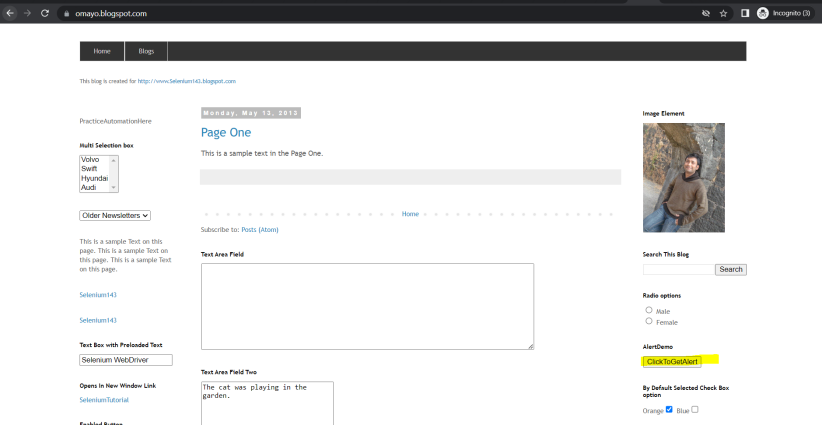 omayo.blogspot.com
Incognito (3)
Home
Blogs
This blog is created for http://www.Selenium143.blogspot.com
PracticeAutomationHere
Multi Selection box
Volvo
Swift
Hyundai
Audi
Older Newsletters
This is a sample Text on this
page. This is a Sample Text on
this page. This is a Sample Text
on this page.
Selenium143
Selenium143
Text Box with Preloaded Text
Selenium WebDriver
Opens In New Window Link
SeleniumTutorial
Enabled Button
Monday, May 13, 2013
Page One
This is a sample text in the Page One.
Home
Subscribe to: Posts (Atom)
Text Area Field
Text Area Field Two
The cat was playing in the
garden.
Image Element
Search This Blog
Search
Radio options
Male
Female
AlertDemo
ClickToGetAlert
By Default Selected Check Box
option
Orange Blue